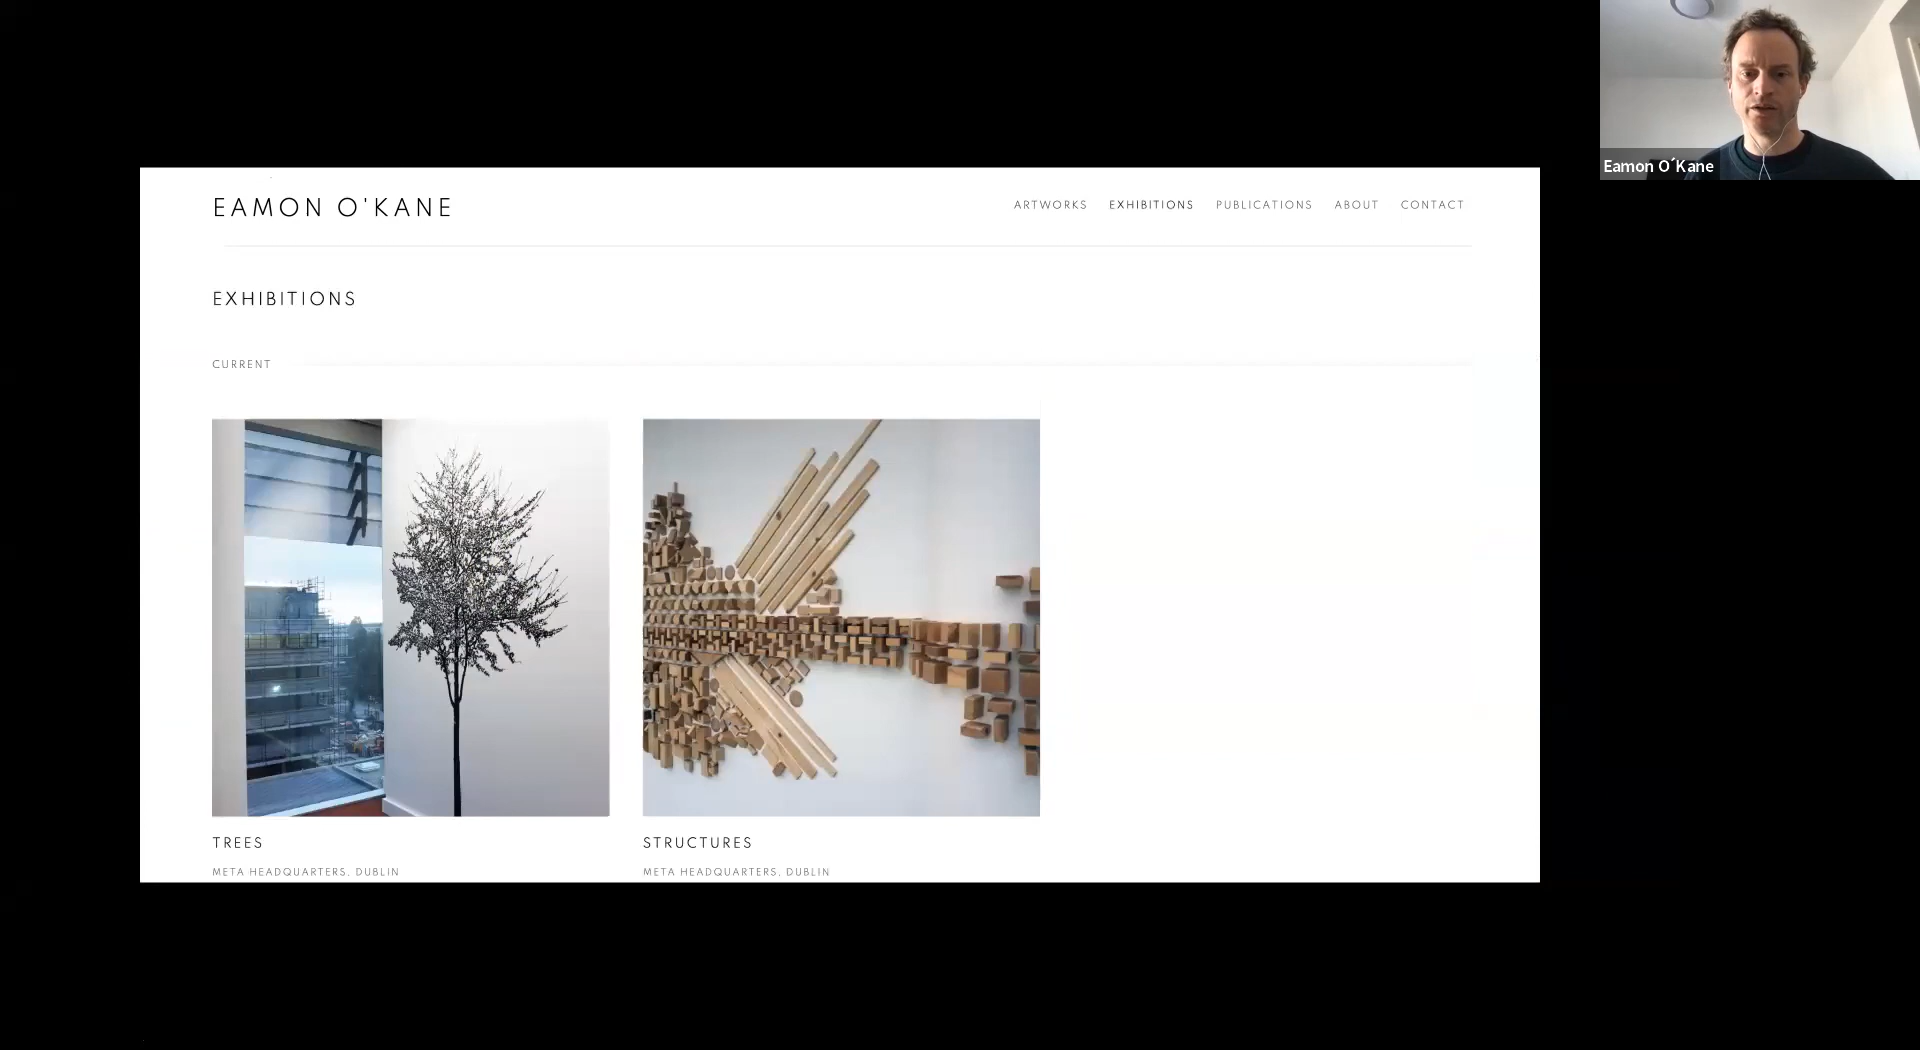 EAMON O'KANE
ARTWORKS EXHIBITIONS PUBLICATIONS ABOUT CONTACT
EXHIBITIONS
CURRENT
TREES
META HEADQUARTERS, DUBLIN
STRUCTURES
META HEADQUARTERS, DUBLIN
Eamon O´Kane